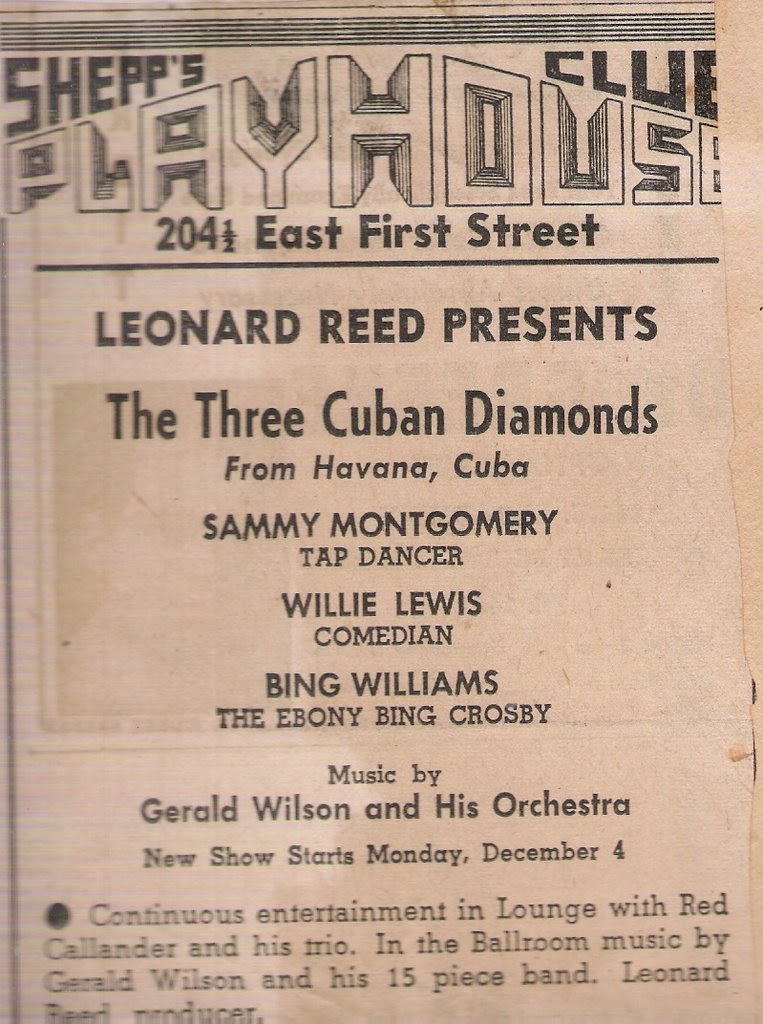 SHEPP'S CLUB
PLAYHOUSE
204½ East First Street
LEONARD REED PRESENTS
The Three Cuban Diamonds
From Havana, Cuba
SAMMY MONTGOMERY
TAP DANCER
WILLIE LEWIS
COMEDIAN
BING WILLIAMS
THE EBONY BING CROSBY
Music by
Gerald Wilson and His Orchestra
New Show Starts Monday, December 4
● Continuous entertainment in Lounge with Red
Callander and his trio. In the Ballroom music by
Gerald Wilson and his 15 piece band. Leonard
Reed producer.